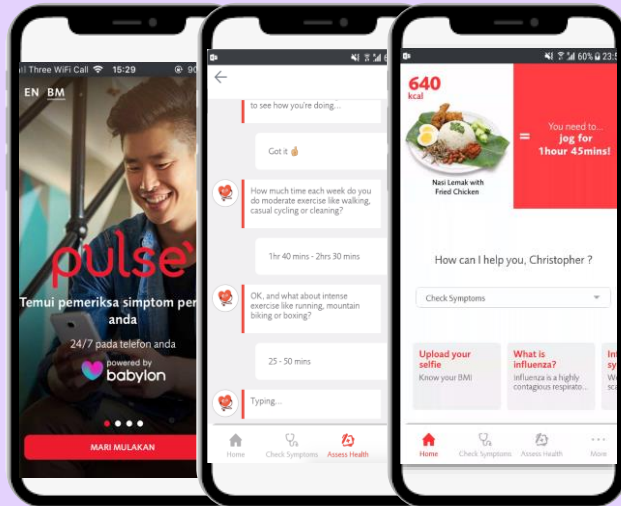 Three WiFi Call 15:29
EN BM
pulse
Temui pemeriksa simptom
anda
24/7 pada telefon anda
powered by
babylon
MARI MULAKAN
to see how you're doing...
Got it 👌
How much time each week do you
do moderate exercise like walking,
casual cycling or cleaning?
1hr 40 mins - 2hrs 30 mins
OK, and what about intense
exercise like running, mountain
biking or boxing?
25 - 50 mins
Typing...
Home Check Symptoms Assess Health
60% 23:5
640
kcal
Nasi Lemak with
Fried Chicken
=
You need to...
jog for
1hour 45mins!
How can I help you, Christopher ?
Check Symptoms
Upload your
selfie
Know your BMI
What is
influenza?
influenza is a highly
contagious respirato...
Home Check Symptoms Assess Health More